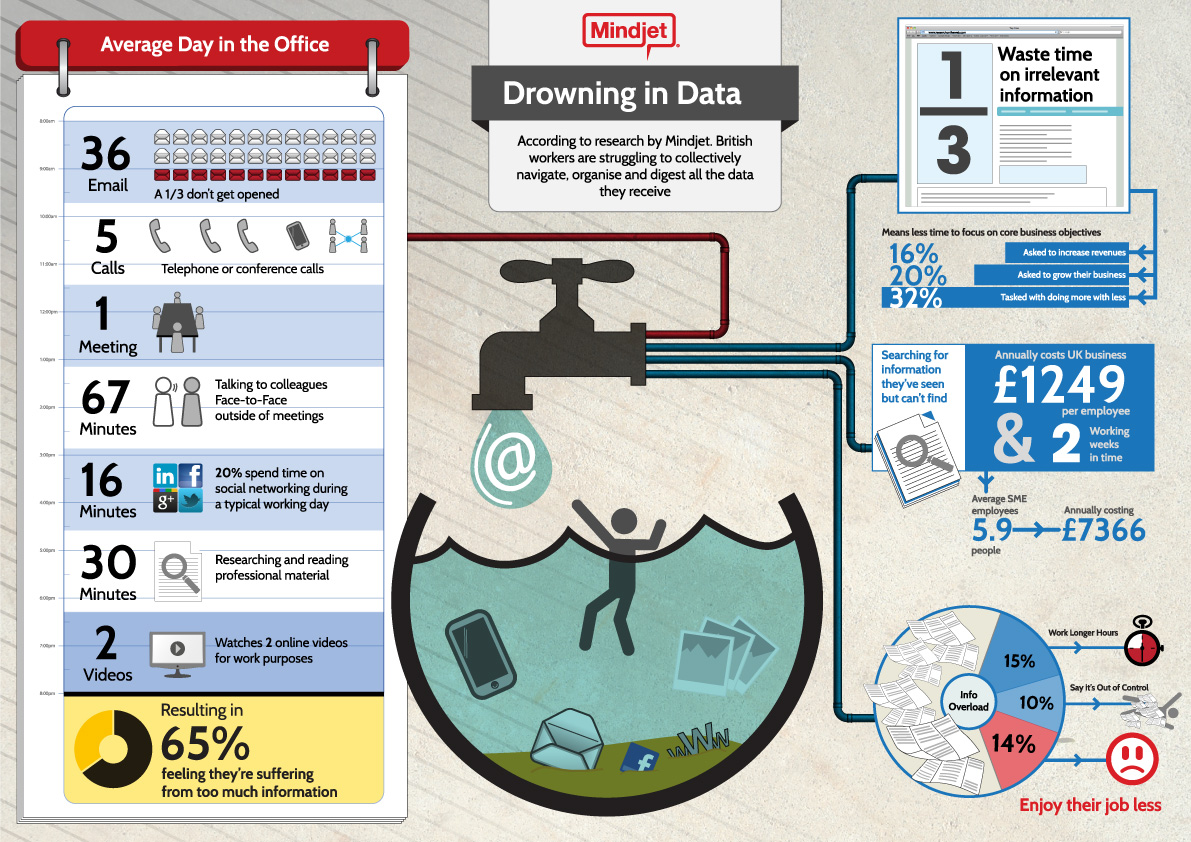 Average Day in the Office
8:00am
36
Email
9:00am
A 1/3 don't get opened
10:00am
5
Calls
Telephone or conference calls
11:00am
1
Meeting
12:00pm
1:00pm
67
Minutes
Talking to colleagues
Face-to-Face
outside of meetings
2:00pm
3:00pm
16
Minutes
in f
g+
20% spend time on
social networking during
a typical working day
4:00pm
5:00pm
30
Minutes
Researching and reading
professional material
6:00pm
2
Videos
Watches 2 online videos
for work purposes
7:00pm
8:00pm
Resulting in
65%
feeling they're suffering
from too much information
Mindjet®
Drowning in Data
According to research by Mindjet. British
workers are struggling to collectively
navigate, organise and digest all the data
they receive
@
f
www
1
3
Waste time
on irrelevant
information
Means less time to focus on core business objectives
16% Asked to increase revenues
20% Asked to grow their business
32% Tasked with doing more with less
Searching for
information
they've seen
but can't find
Annually costs UK business
£1249
per employee
& 2 Working
weeks
in time
Average SME
employees
5.9
people
Annually costing
£7366
Info
Overload
15%
Work Longer Hours
10%
Say it's Out of Control
14%
Enjoy their job less